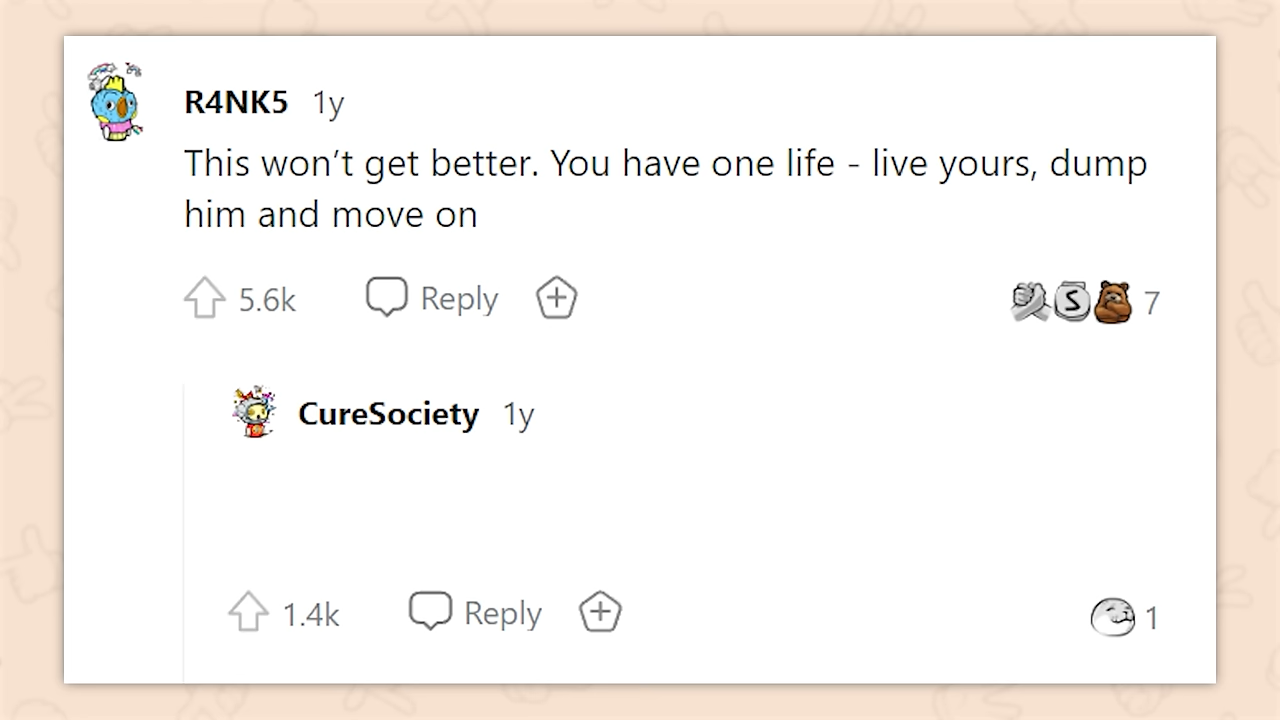 R4NK5 1y
This won’t get better. You have one life - live yours, dump
him and move on
5.6k Reply
S 7
CureSociety 1y
1.4k Reply
1